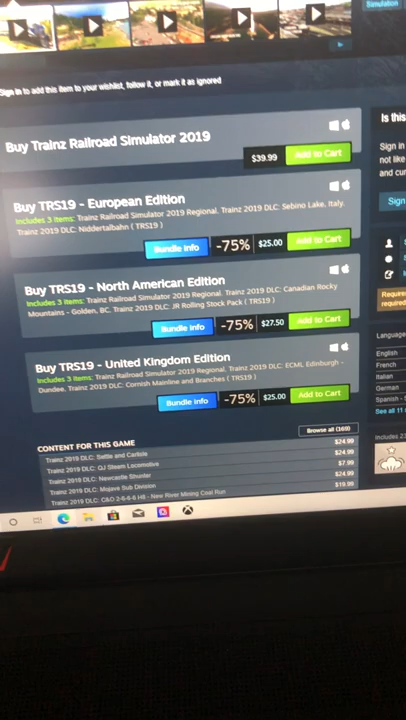 Simulation
Sign in to add this item to your wishlist, follow it, or mark it as ignored
Is this
Buy Trainz Railroad Simulator 2019
$39.99 Add to Cart
Sign in
not like
and cur
Sign
Buy TRS19 - European Edition
Includes 3 items: Trainz Railroad Simulator 2019 Regional, Trainz 2019 DLC: Sebino Lake, Italy,
Trainz 2019 DLC: Niddertalbahn ( TRS19 )
Bundle info -75% $25.00 Add to Cart
Buy TRS19 - North American Edition
Includes 3 items: Trainz Railroad Simulator 2019 Regional, Trainz 2019 DLC: Canadian Rocky
Mountains - Golden, BC, Trainz 2019 DLC: JR Rolling Stock Pack ( TRS19 )
Bundle info -75% $27.50 Add to Cart
Require
required
Buy TRS19 - United Kingdom Edition
Includes 3 items: Trainz Railroad Simulator 2019 Regional, Trainz 2019 DLC: ECML Edinburgh -
Dundee, Trainz 2019 DLC: Cornish Mainline and Branches ( TRS19 )
Bundle info -75% $25.00 Add to Cart
Language
English
French
Italian
German
Spanish - S
See all 11
Browse all (169)
CONTENT FOR THIS GAME
Trainz 2019 DLC: Settle and Carlisle $24.99
Trainz 2019 DLC: QJ Steam Locomotive $24.99
Trainz 2019 DLC: Newcastle Shunter $7.99
Trainz 2019 DLC: Mojave Sub Division $24.99
Trainz 2019 DLC: C&O 2-6-6-6 H8 - New River Mining Coal Run $19.99
Includes 23